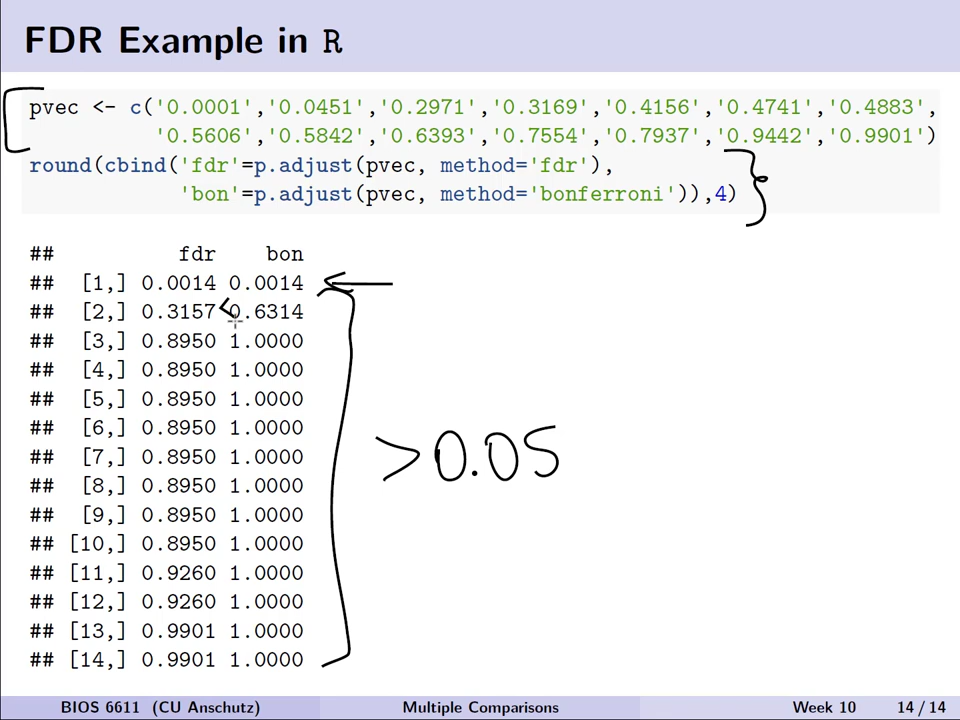 FDR Example in R
pvec <- c('0.0001','0.0451','0.2971','0.3169','0.4156','0.4741','0.4883',
'0.5606','0.5842','0.6393','0.7554','0.7937','0.9442','0.9901')
round(cbind('fdr'=p.adjust(pvec, method='fdr'),
'bon'=p.adjust(pvec, method='bonferroni')),4)
## fdr bon
## [1,] 0.0014 0.0014
## [2,] 0.3157 0.6314
## [3,] 0.8950 1.0000
## [4,] 0.8950 1.0000
## [5,] 0.8950 1.0000
## [6,] 0.8950 1.0000
## [7,] 0.8950 1.0000
## [8,] 0.8950 1.0000
## [9,] 0.8950 1.0000
## [10,] 0.8950 1.0000
## [11,] 0.9260 1.0000
## [12,] 0.9260 1.0000
## [13,] 0.9901 1.0000
## [14,] 0.9901 1.0000
>0.05
BIOS 6611 (CU Anschutz) Multiple Comparisons Week 10 14 / 14